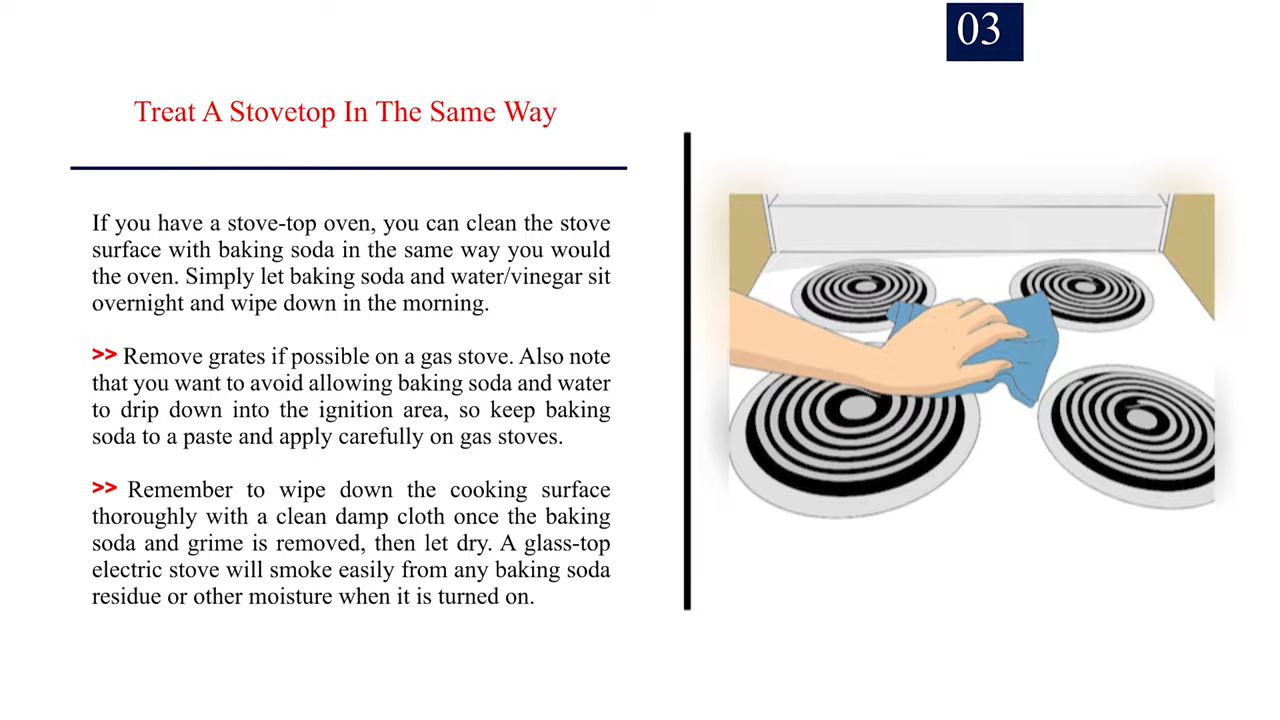 03
Treat A Stovetop In The Same Way
If you have a stove-top oven, you can clean the stove
surface with baking soda in the same way you would
the oven. Simply let baking soda and water/vinegar sit
overnight and wipe down in the morning.
>> Remove grates if possible on a gas stove. Also note
that you want to avoid allowing baking soda and water
to drip down into the ignition area, so keep baking
soda to a paste and apply carefully on gas stoves.
>> Remember to wipe down the cooking surface
thoroughly with a clean damp cloth once the baking
soda and grime is removed, then let dry. A glass-top
electric stove will smoke easily from any baking soda
residue or other moisture when it is turned on.